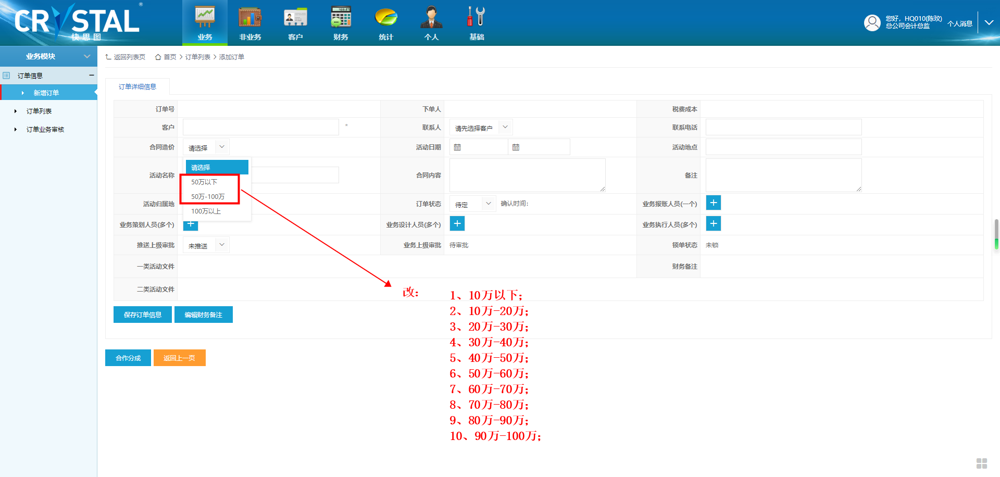 CRYSTAL ®
快思图
业务
非业务
客户
财务
统计
个人
基础
您好，HQ010(陈玟)
总公司会计总监
个人消息
业务模块
订单信息
新增订单
订单列表
订单业务审核
返回列表页 首页 > 订单列表 > 添加订单
订单详细信息
订单号 下单人 税费成本
客户 * 联系人 请先选择客户 联系电话
合同造价 请选择 活动日期 活动地点
请选择
50万以下
50万-100万
100万以上
活动名称 合同内容 备注
活动归属地 订单状态 待定 确认时间： 业务报账人员(一个) +
业务策划人员(多个) + 业务设计人员(多个) + 业务执行人员(多个) +
推送上级审批 未推送 业务上级审批 待审批 锁单状态 未锁
一类活动文件 财务备注
二类活动文件
保存订单信息 编辑财务备注
合作分成 返回上一页
改：
1、10万以下；
2、10万-20万；
3、20万-30万；
4、30万-40万；
5、40万-50万；
6、50万-60万；
7、60万-70万；
8、70万-80万；
9、80万-90万；
10、90万-100万；